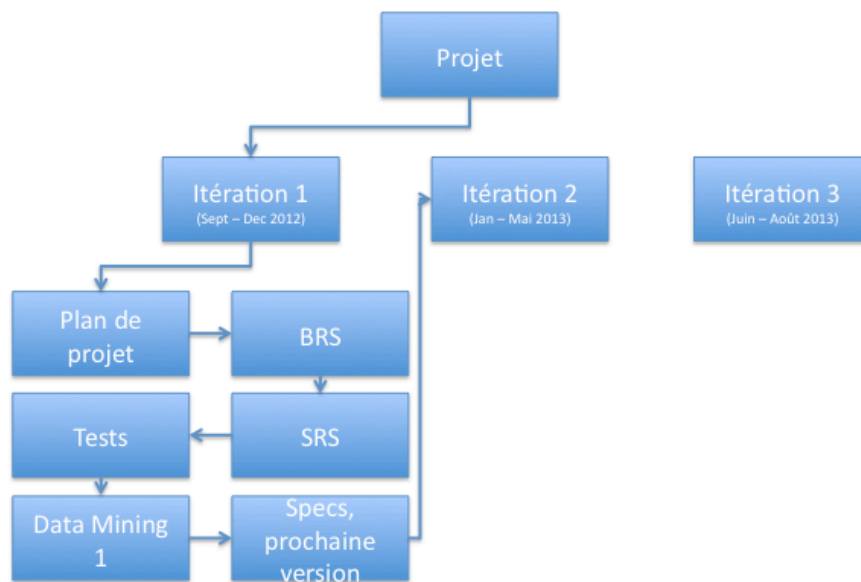 Projet
Itération 1
(Sept – Dec 2012)
Itération 2
(Jan – Mai 2013)
Itération 3
(Juin – Août 2013)
Plan de
projet
BRS
Tests
SRS
Data Mining
1
Specs,
prochaine
version